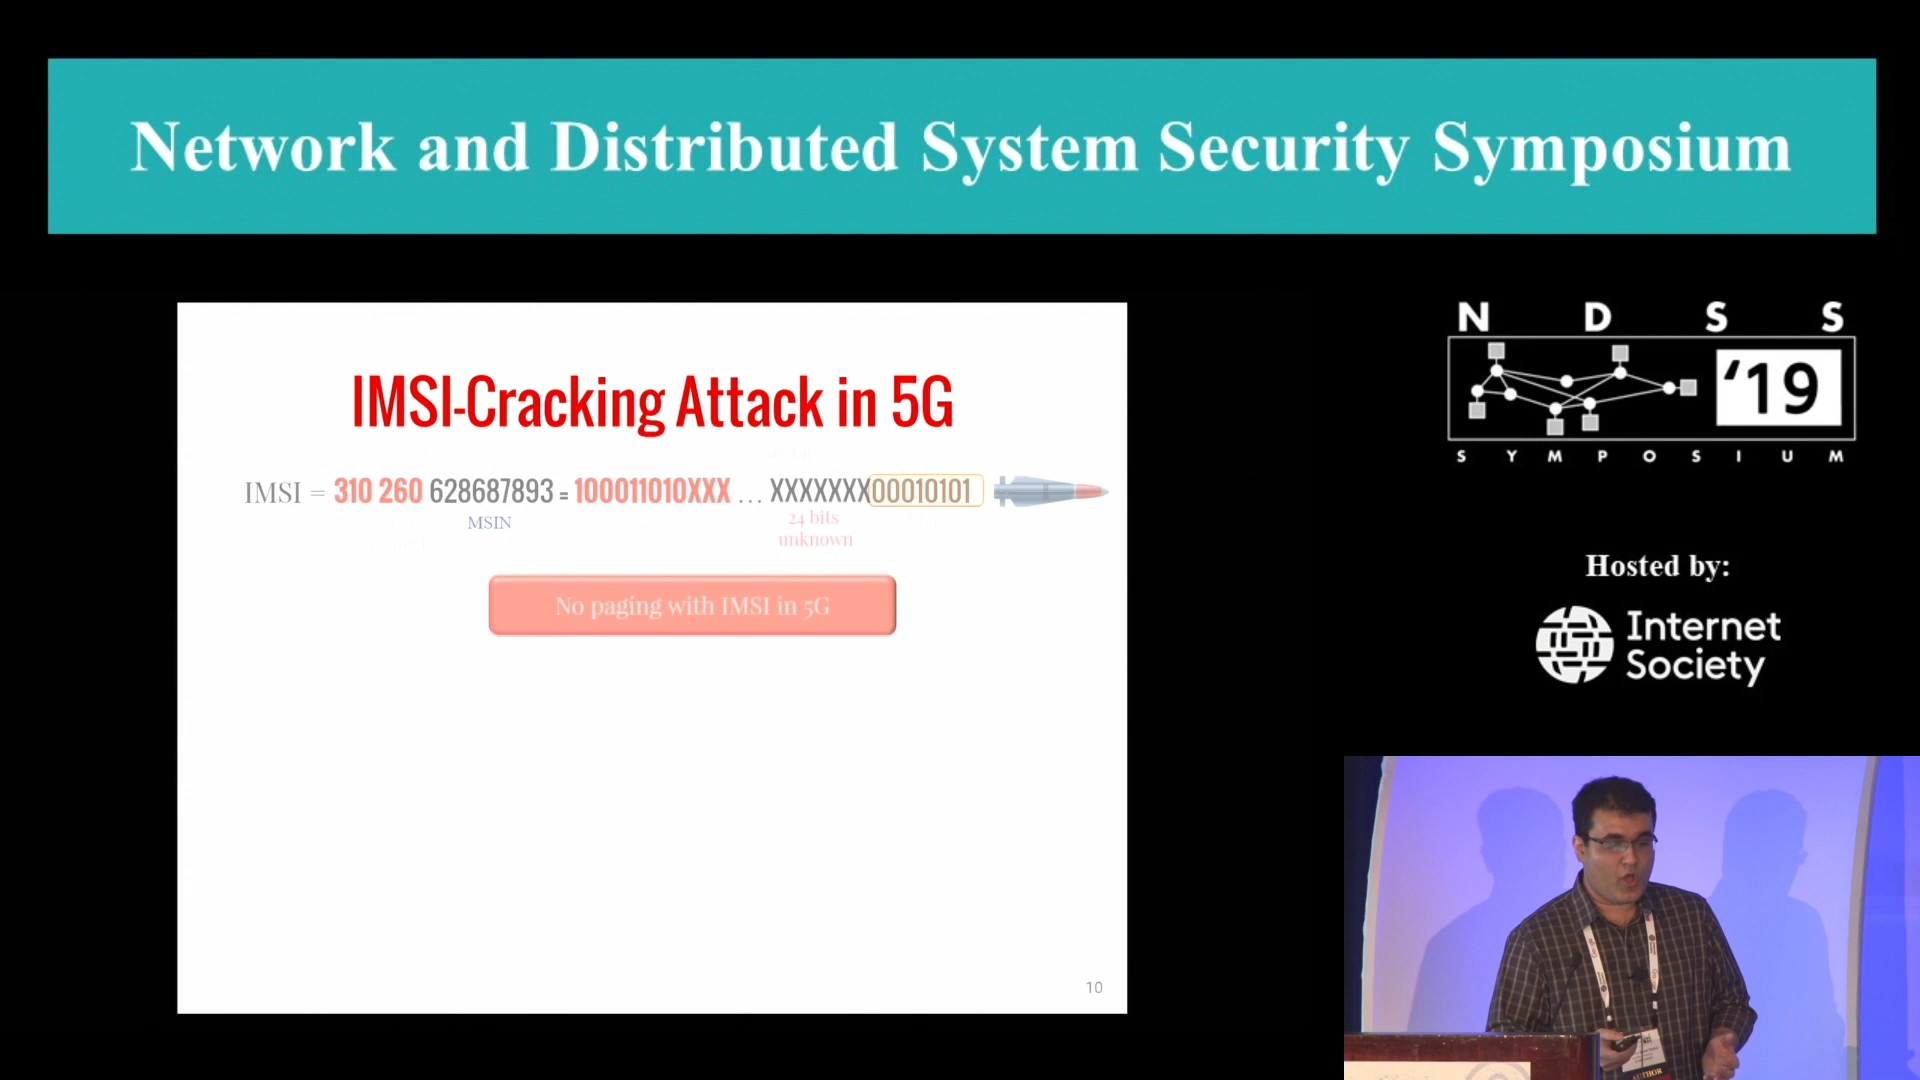 Network and Distributed System Security Symposium
N D S S
‘19
S Y M P O S I U M
IMSI-Cracking Attack in 5G
IMSI = 310 260 628687893 = 100011010XXX ... XXXXXXX00010101
MSIN
24 bits
unknown
No paging with IMSI in 5G
10
Hosted by:
Internet
Society
AUTHOR